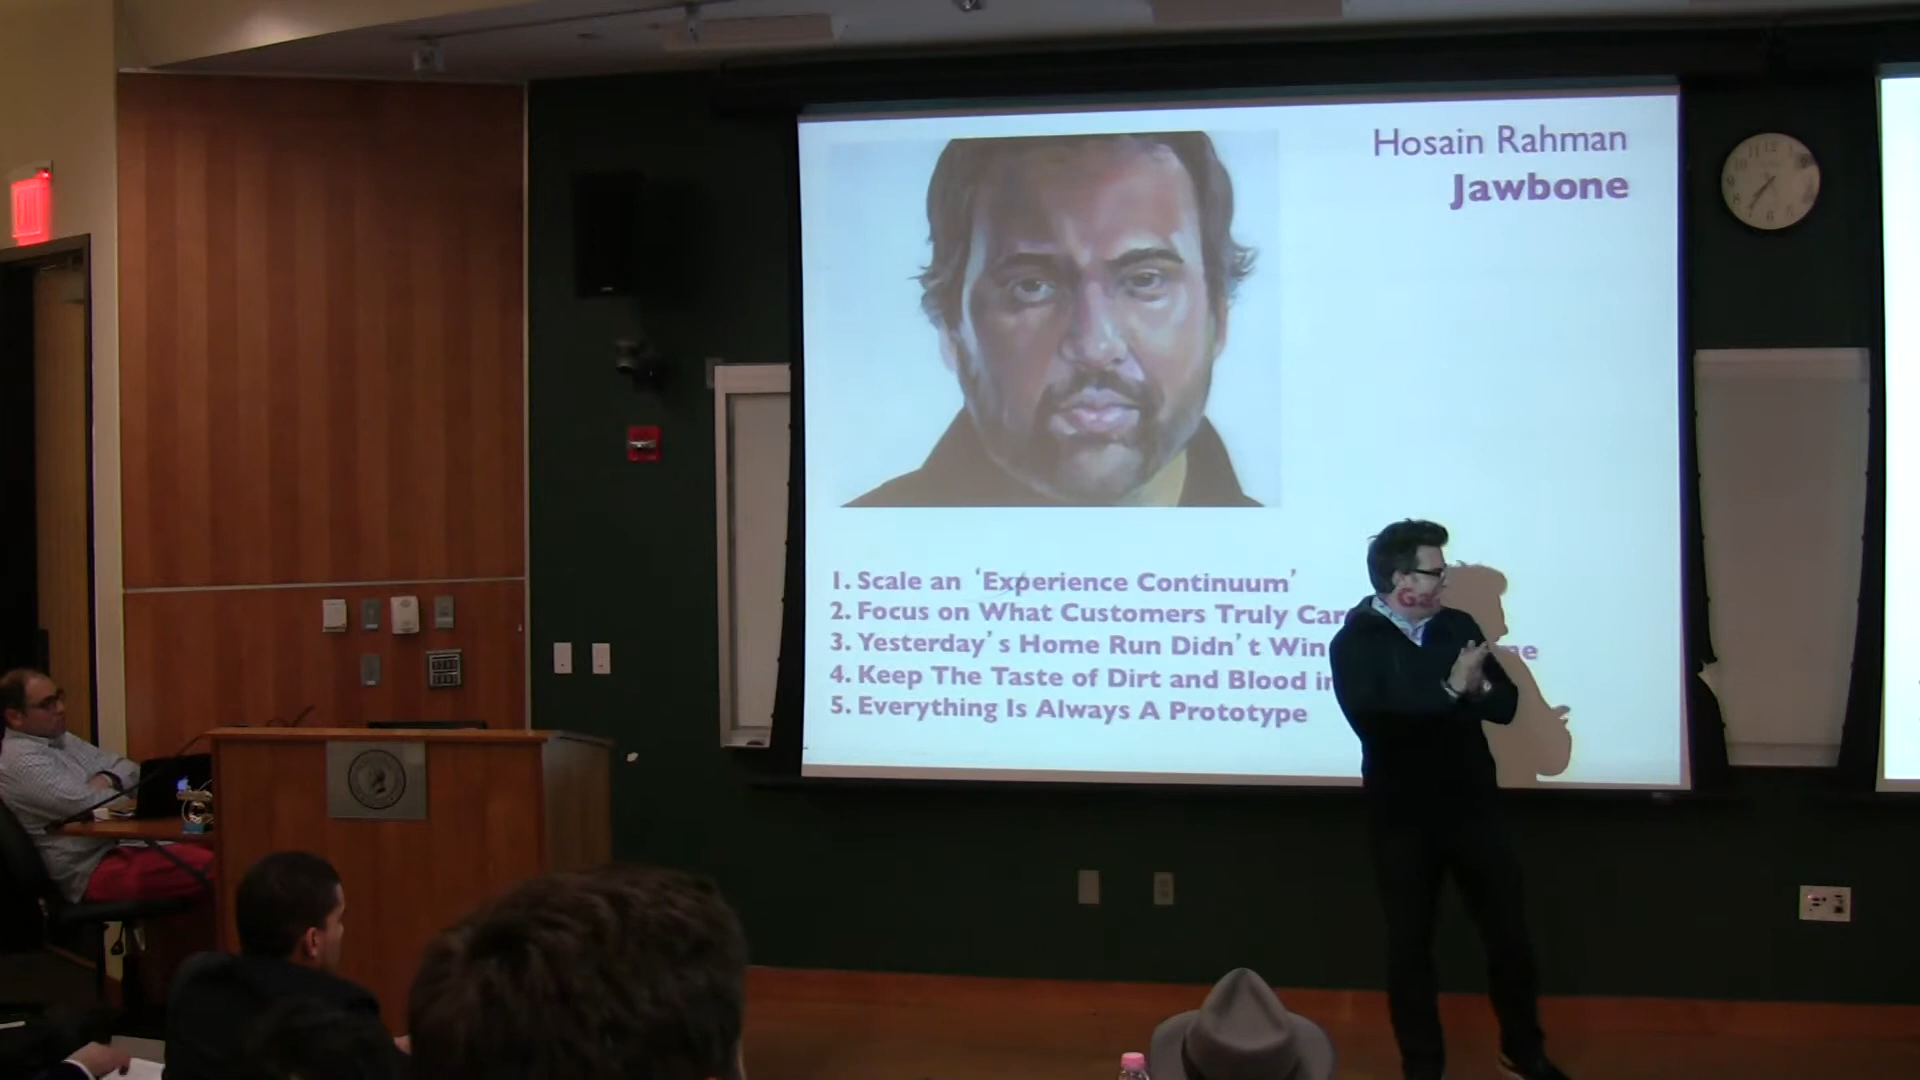 Hosain Rahman
Jawbone
1. Scale an ‘Experience Continuum’
2. Focus on What Customers Truly Car
3. Yesterday’s Home Run Didn’t Win
4. Keep The Taste of Dirt and Blood in
5. Everything Is Always A Prototype